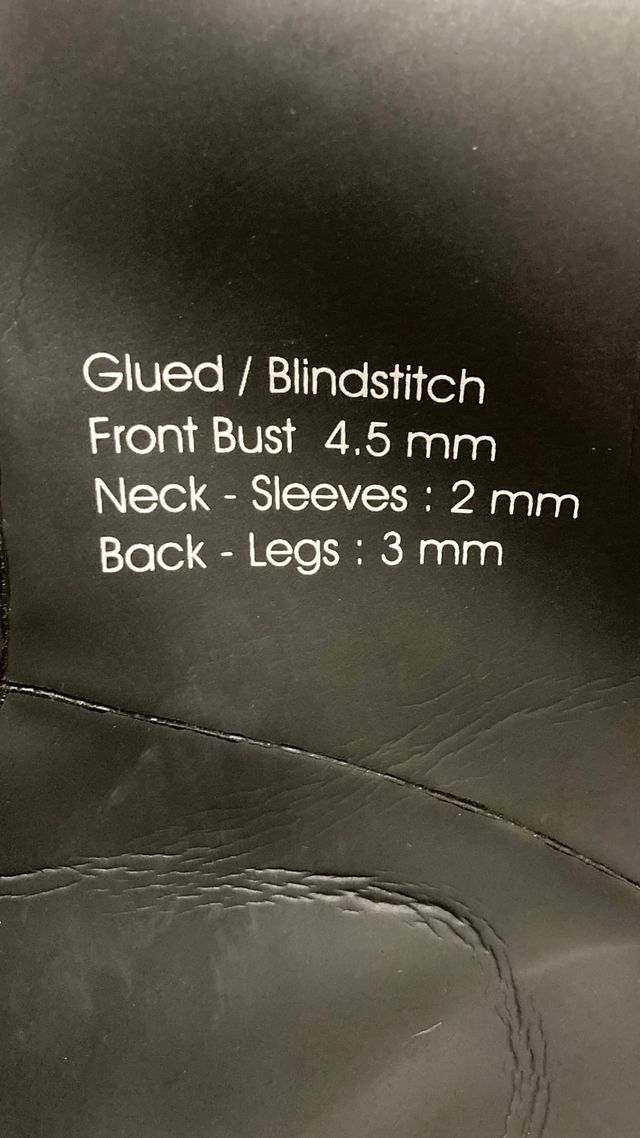 Glued / Blindstitch
Front Bust 4.5 mm
Neck - Sleeves : 2 mm
Back - Legs : 3 mm